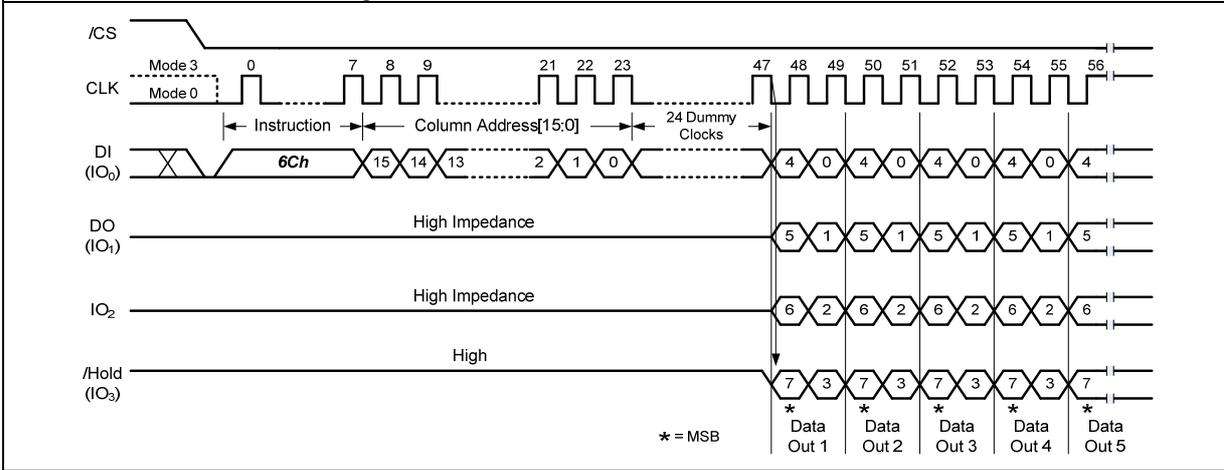 /CS
Mode 3 0 7 8 9 21 22 23 47 48 49 50 51 52 53 54 55 56
CLK
Mode 0
Instruction Column Address[15:0] 24 Dummy Clocks
DI (IO0)
6Ch 15 14 13 2 1 0 4 0 4 0 4 0 4 0 4
DO (IO1)
High Impedance 5 1 5 1 5 1 5 1 5
IO2
High Impedance 6 2 6 2 6 2 6 2 6
/Hold (IO3)
High 7 3 7 3 7 3 7 3 7
* * * * *
* = MSB
Data Out 1 Data Out 2 Data Out 3 Data Out 4 Data Out 5